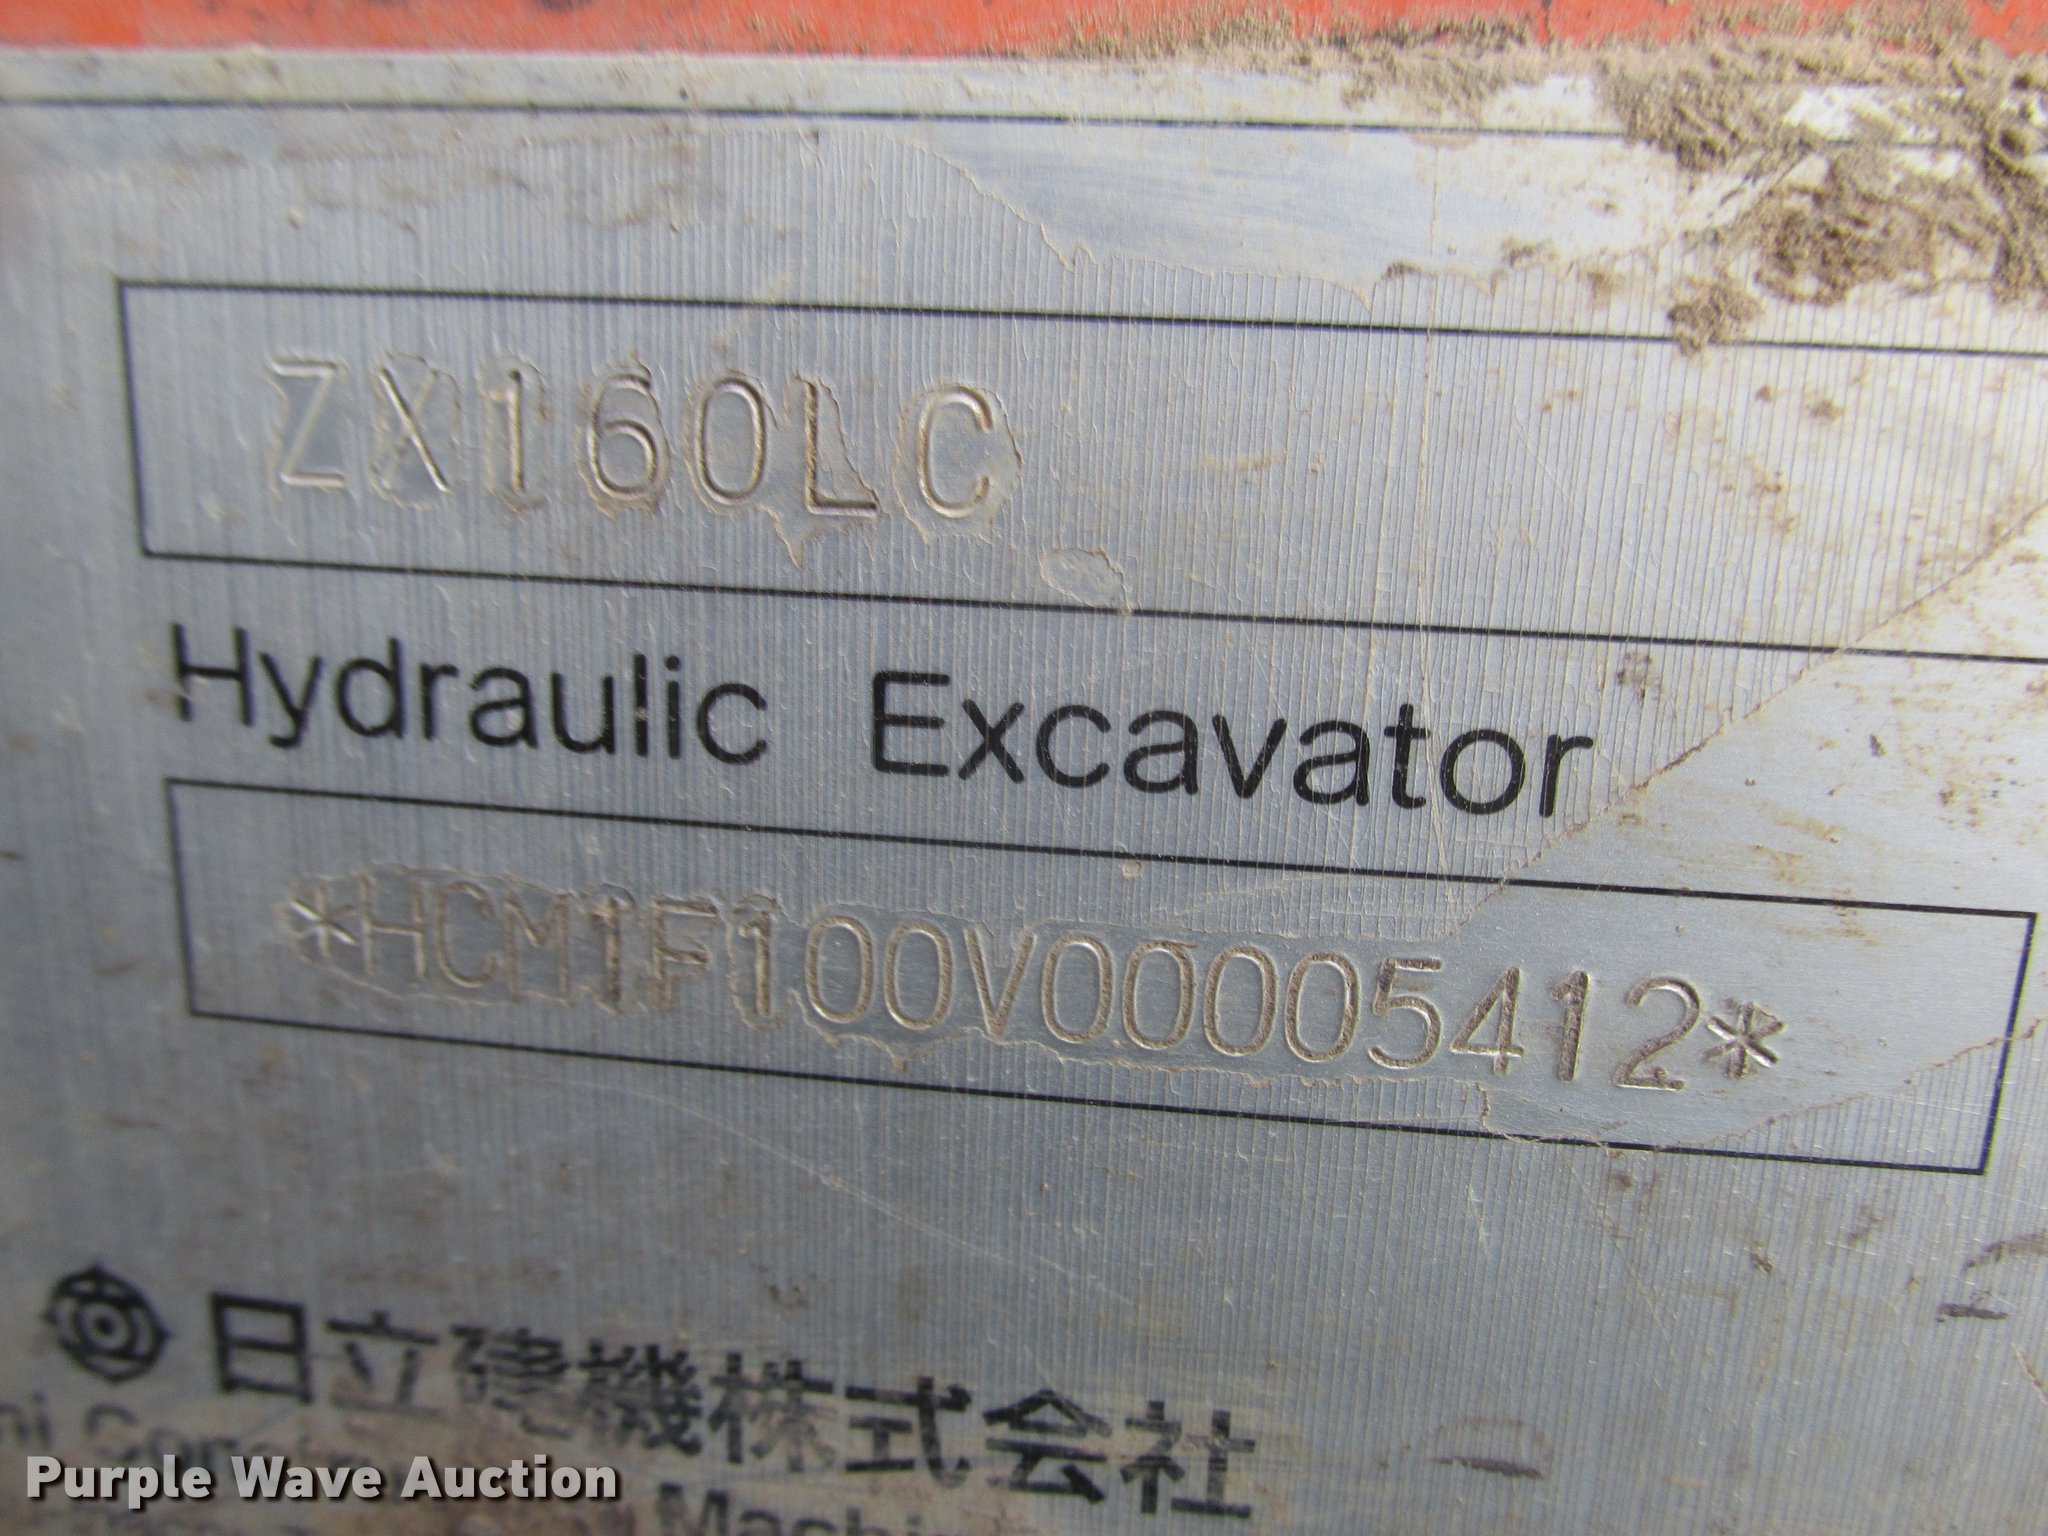 ZX160LC
Hydraulic Excavator
*HCM1F100V00005412*
日立建機株式会社
Purple Wave Auction